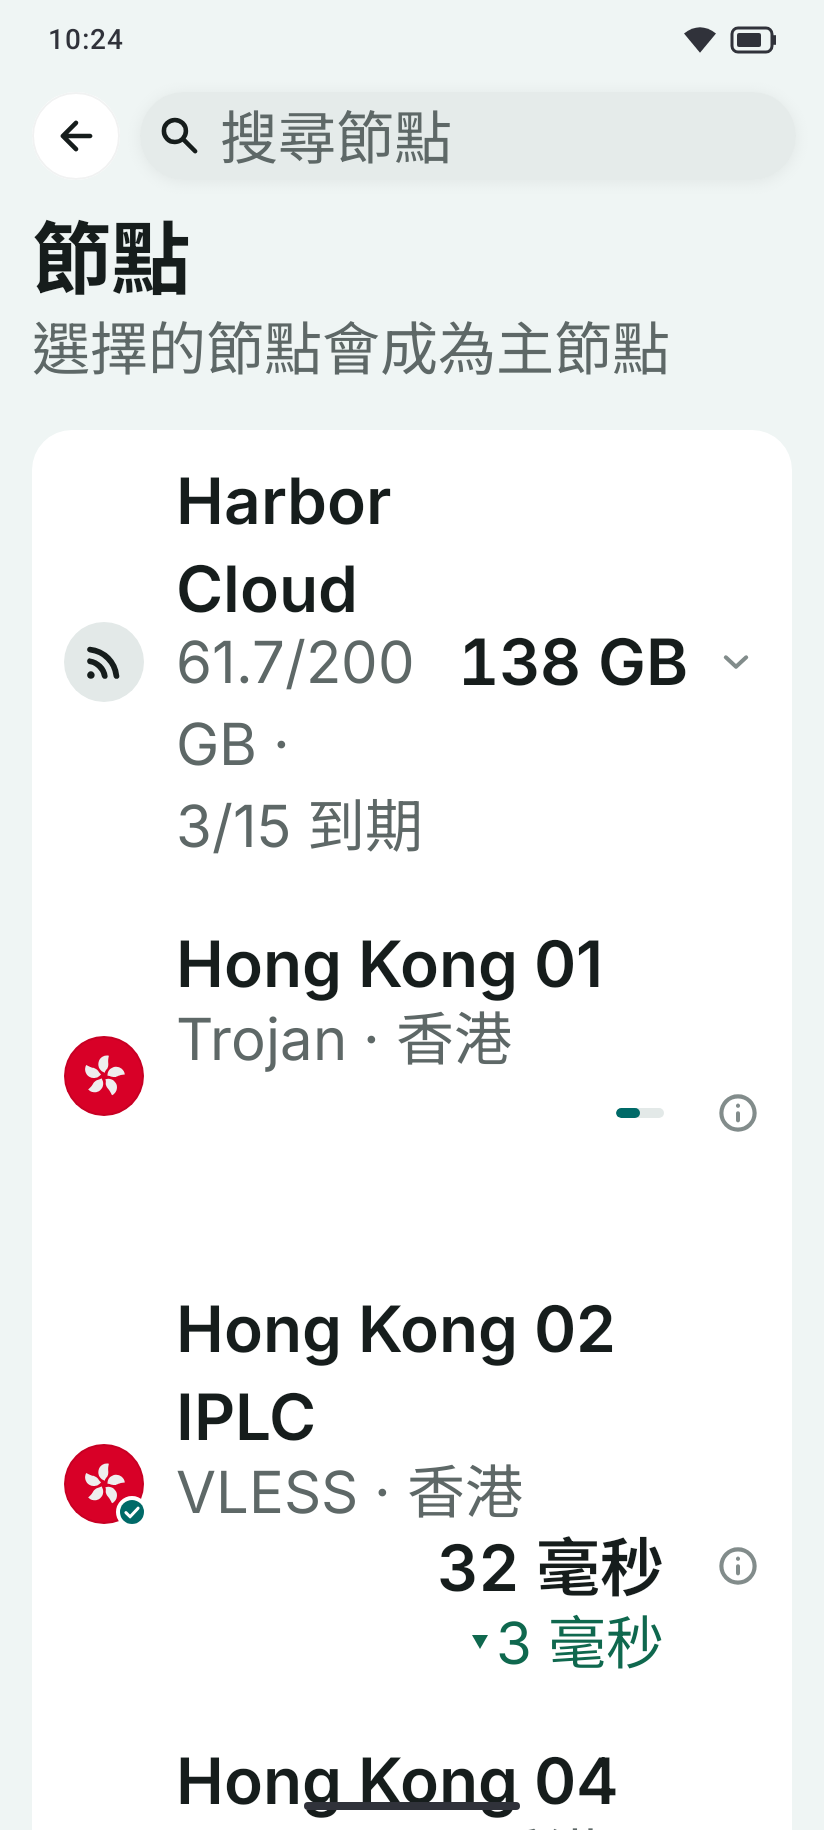 10:24
搜尋節點
節點
選擇的節點會成為主節點
Harbor
Cloud
61.7/200
GB ·
3/15 到期
138 GB
Hong Kong 01
Trojan · 香港
Hong Kong 02
IPLC
VLESS · 香港
32 毫秒
▼3 毫秒
Hong Kong 04